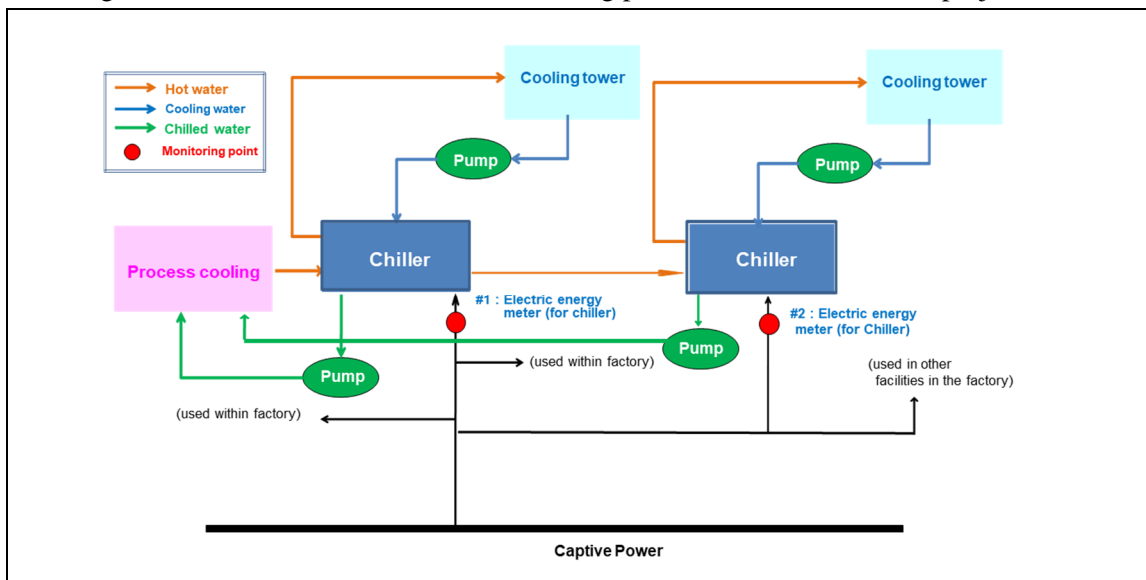 Cooling tower
Cooling tower
Hot water
Cooling water
Chilled water
Monitoring point
Pump
Pump
Process cooling
Chiller
Chiller
#1 : Electric energy
meter (for chiller)
#2 : Electric energy
meter (for Chiller)
Pump
Pump
(used within factory)
(used in other
facilities in the factory)
(used within factory)
Captive Power